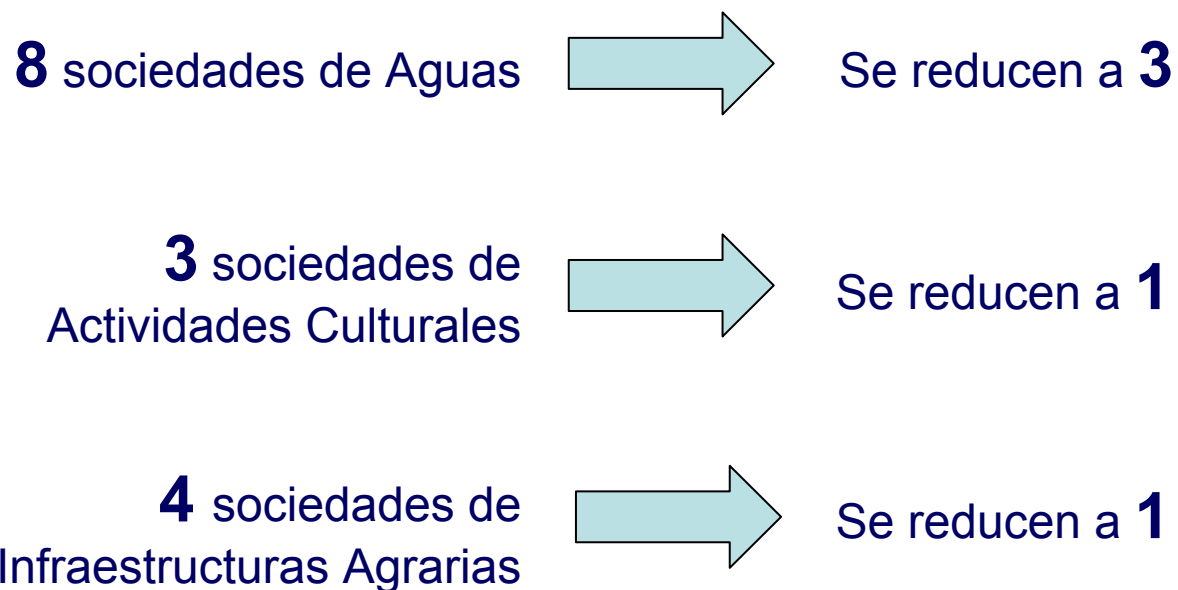 8 sociedades de Aguas Se reducen a 3
3 sociedades de
Actividades Culturales
Se reducen a 1
4 sociedades de
Infraestructuras Agrarias
Se reducen a 1